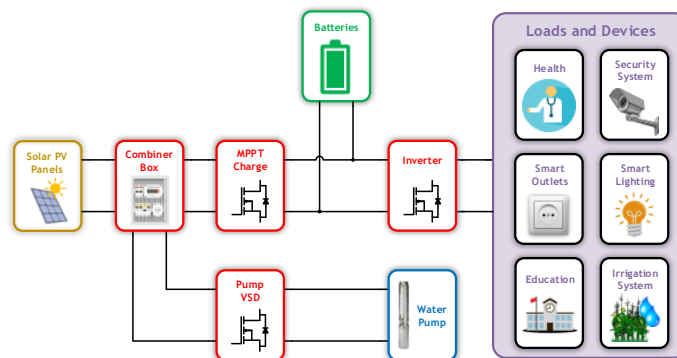 Batteries
Loads and Devices
Health
Security
System
Solar PV
Panels
Combiner
Box
MPPT
Charge
Inverter
Smart
Outlets
Smart
Lighting
Pump
VSD
Water
Pump
Education
Irrigation
System